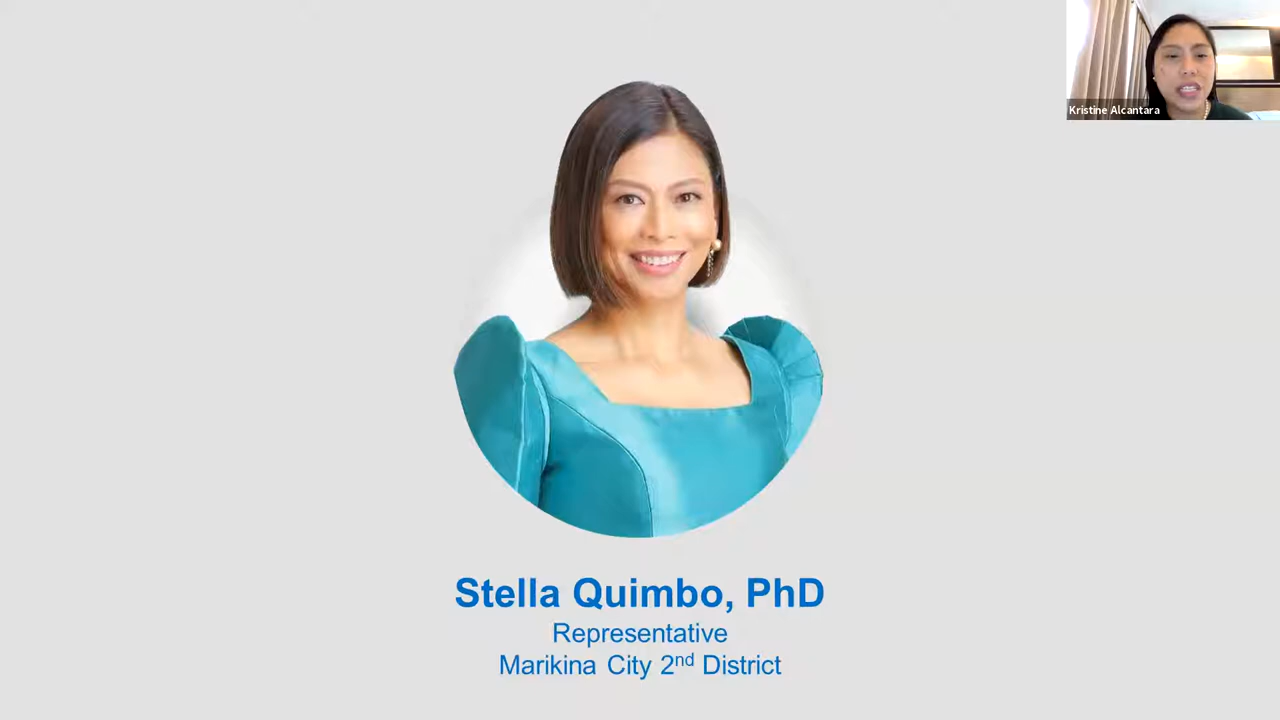 Kristine Alcantara
Stella Quimbo, PhD
Representative
Marikina City 2nd District